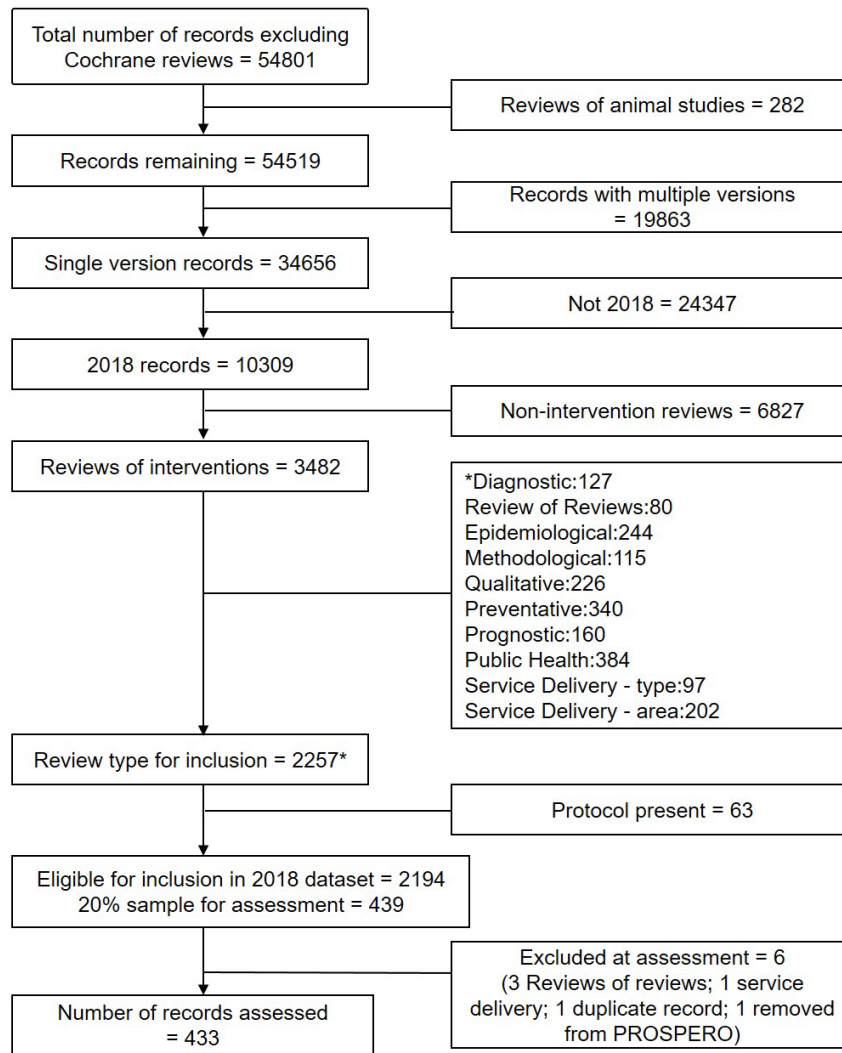 Total number of records excluding
Cochrane reviews = 54801
Reviews of animal studies = 282
Records remaining = 54519
Records with multiple versions
= 19863
Single version records = 34656
Not 2018 = 24347
2018 records = 10309
Non-intervention reviews = 6827
Reviews of interventions = 3482
*Diagnostic:127
Review of Reviews:80
Epidemiological:244
Methodological:115
Qualitative:226
Preventative:340
Prognostic:160
Public Health:384
Service Delivery - type:97
Service Delivery - area:202
Review type for inclusion = 2257*
Protocol present = 63
Eligible for inclusion in 2018 dataset = 2194
20% sample for assessment = 439
Excluded at assessment = 6
(3 Reviews of reviews; 1 service
delivery; 1 duplicate record; 1 removed
from PROSPERO)
Number of records assessed
= 433